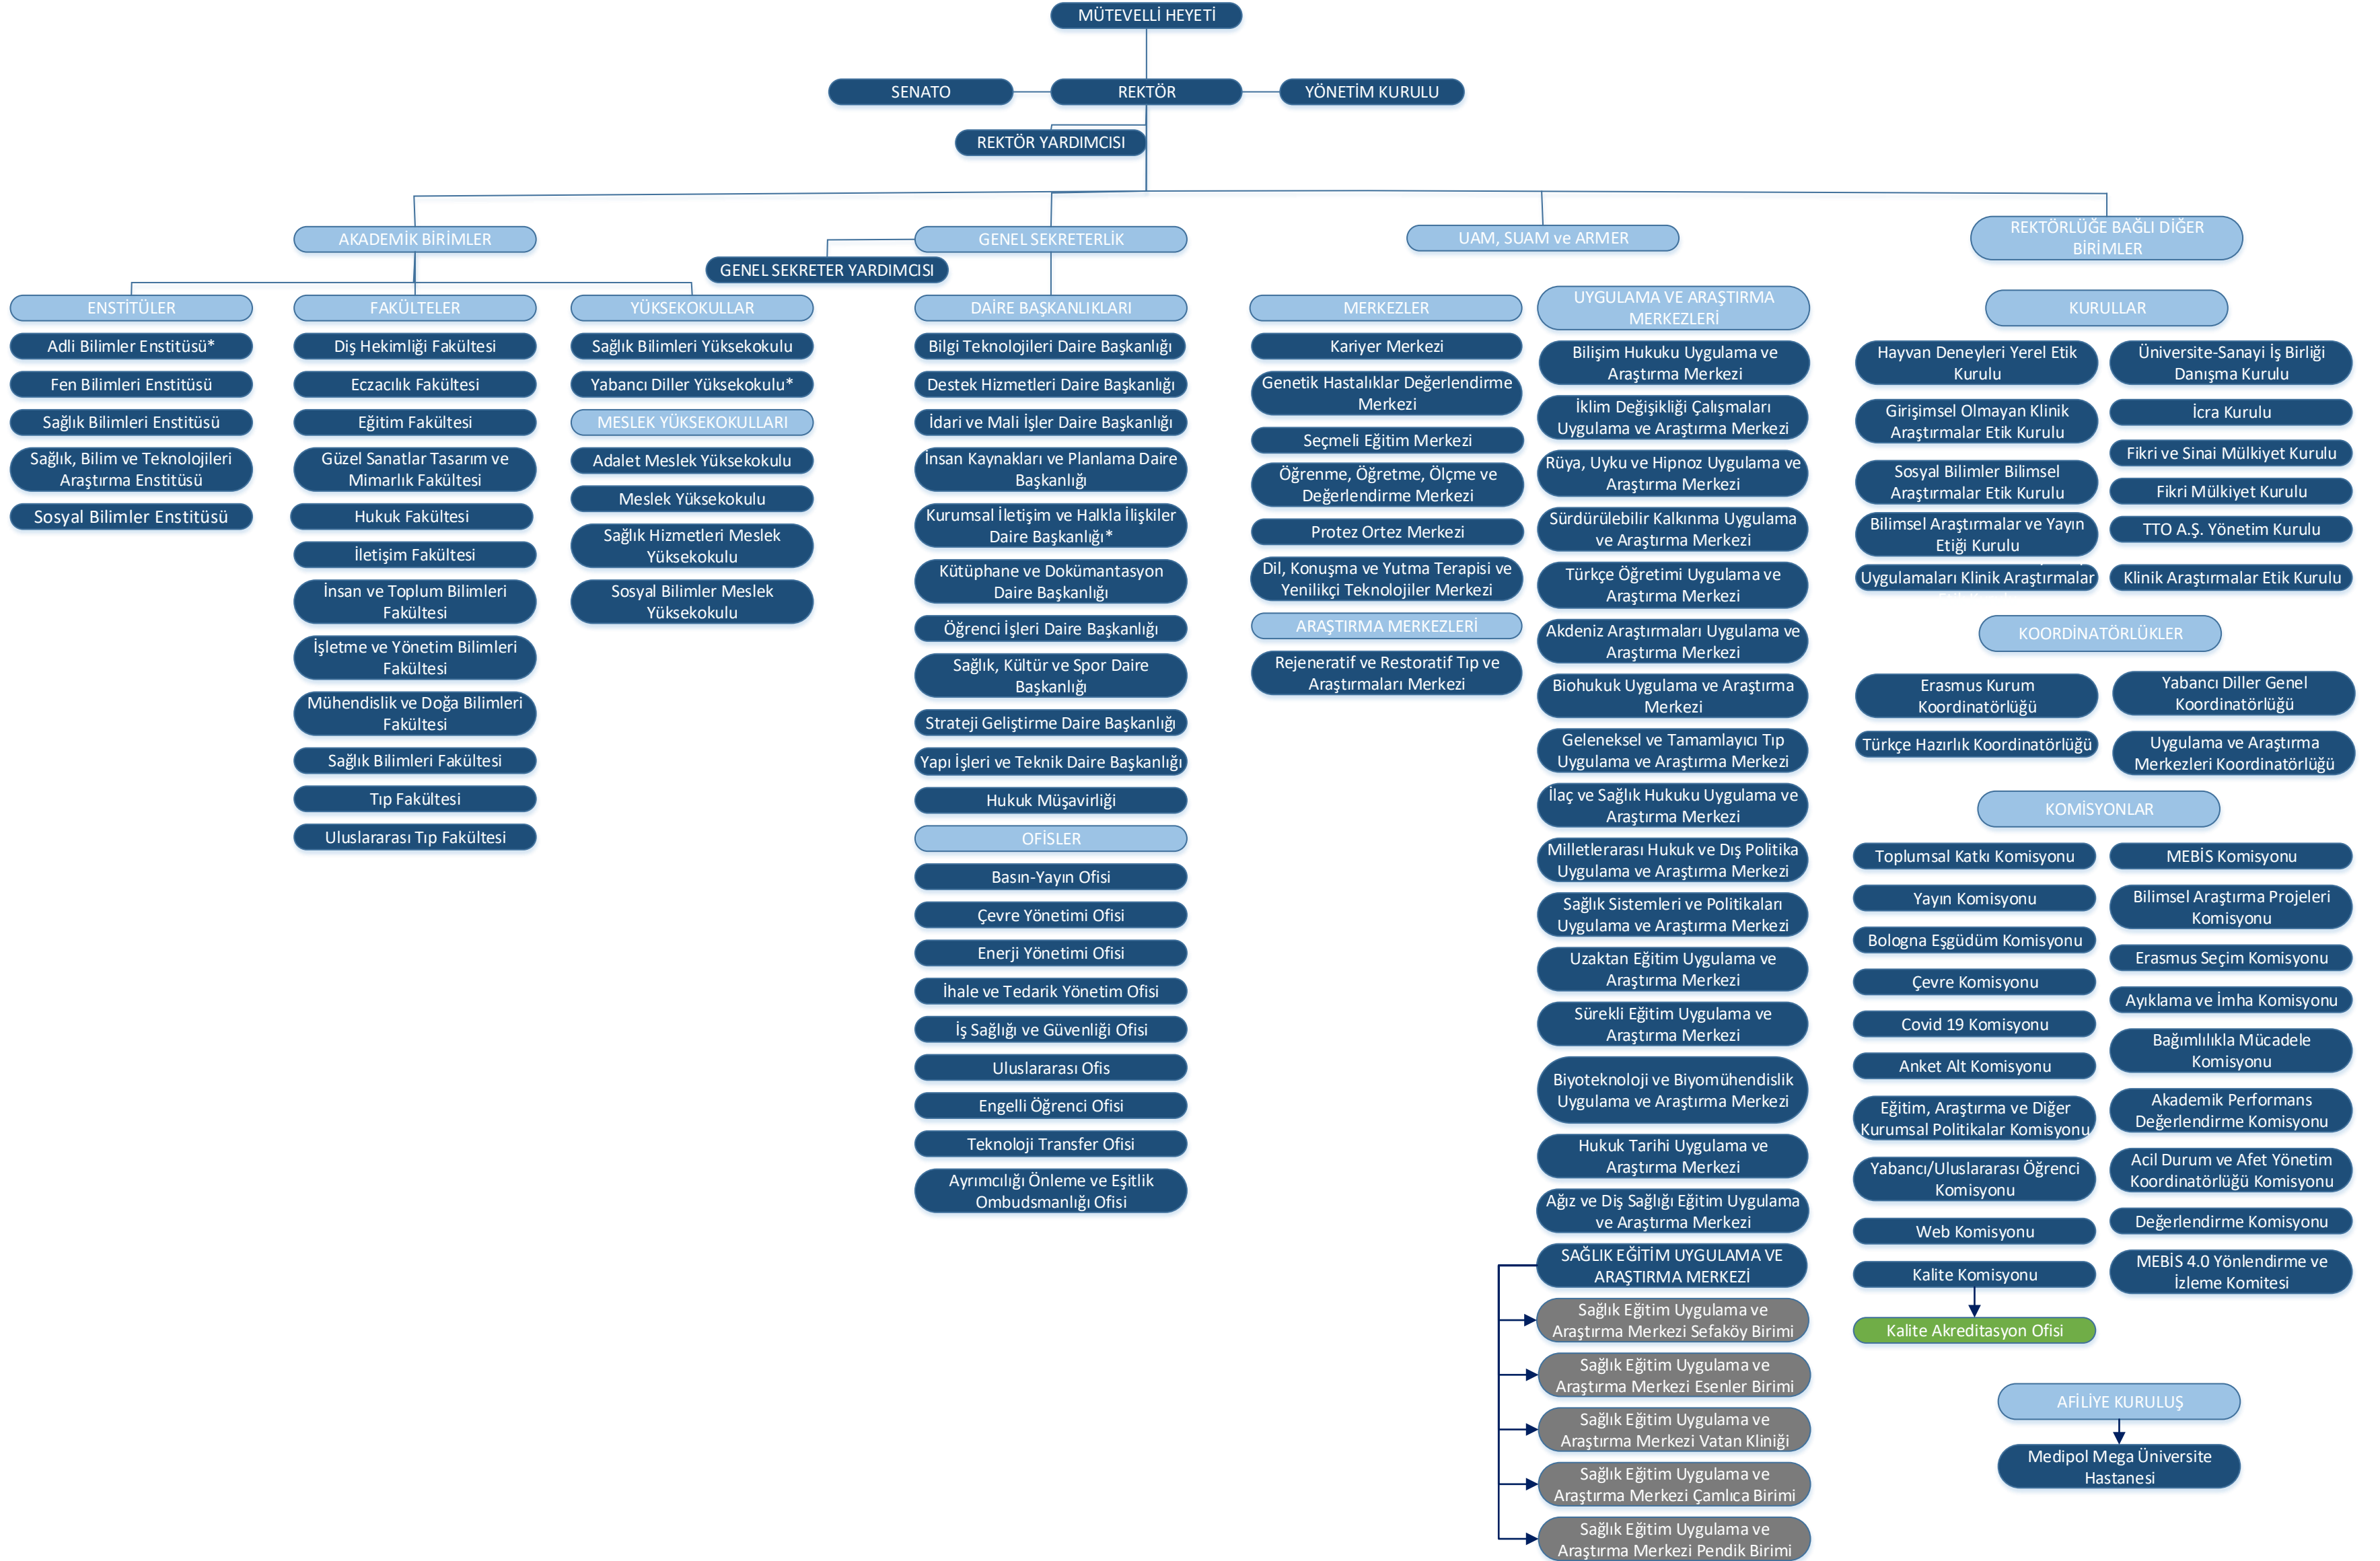 MÜTEVELLİ HEYETİ
SENATO
REKTÖR
YÖNETİM KURULU
REKTÖR YARDIMCISI
AKADEMİK BİRİMLER
GENEL SEKRETERLİK
UAM, SUAM ve ARMER
REKTÖRLÜĞE BAĞLI DİĞER
BİRİMLER
GENEL SEKRETER YARDIMCISI
ENSTİTÜLER
Adli Bilimler Enstitüsü*
Fen Bilimleri Enstitüsü
Sağlık Bilimleri Enstitüsü
Sağlık, Bilim ve Teknolojileri
Araştırma Enstitüsü
Sosyal Bilimler Enstitüsü
FAKÜLTELER
Diş Hekimliği Fakültesi
Eczacılık Fakültesi
Eğitim Fakültesi
Güzel Sanatlar Tasarım ve
Mimarlık Fakültesi
Hukuk Fakültesi
İletişim Fakültesi
İnsan ve Toplum Bilimleri
Fakültesi
İşletme ve Yönetim Bilimleri
Fakültesi
Mühendislik ve Doğa Bilimleri
Fakültesi
Sağlık Bilimleri Fakültesi
Tıp Fakültesi
Uluslararası Tıp Fakültesi
YÜKSEKOKULLAR
Sağlık Bilimleri Yüksekokulu
Yabancı Diller Yüksekokulu*
MESLEK YÜKSEKOKULLARI
Adalet Meslek Yüksekokulu
Meslek Yüksekokulu
Sağlık Hizmetleri Meslek
Yüksekokulu
Sosyal Bilimler Meslek
Yüksekokulu
DAİRE BAŞKANLIKLARI
Bilgi Teknolojileri Daire Başkanlığı
Destek Hizmetleri Daire Başkanlığı
İdari ve Mali İşler Daire Başkanlığı
İnsan Kaynakları ve Planlama Daire
Başkanlığı
Kurumsal İletişim ve Halkla İlişkiler
Daire Başkanlığı*
Kütüphane ve Dokümantasyon
Daire Başkanlığı
Öğrenci İşleri Daire Başkanlığı
Sağlık, Kültür ve Spor Daire
Başkanlığı
Strateji Geliştirme Daire Başkanlığı
Yapı İşleri ve Teknik Daire Başkanlığı
Hukuk Müşavirliği
OFİSLER
Basın-Yayın Ofisi
Çevre Yönetimi Ofisi
Enerji Yönetimi Ofisi
İhale ve Tedarik Yönetim Ofisi
İş Sağlığı ve Güvenliği Ofisi
Uluslararası Ofis
Engelli Öğrenci Ofisi
Teknoloji Transfer Ofisi
Ayrımcılığı Önleme ve Eşitlik
Ombudsmanlığı Ofisi
MERKEZLER
Kariyer Merkezi
Genetik Hastalıklar Değerlendirme
Merkezi
Seçmeli Eğitim Merkezi
Öğrenme, Öğretme, Ölçme ve
Değerlendirme Merkezi
Protez Ortez Merkezi
Dil, Konuşma ve Yutma Terapisi ve
Yenilikçi Teknolojiler Merkezi
ARAŞTIRMA MERKEZLERİ
Rejeneratif ve Restoratif Tıp ve
Araştırmaları Merkezi
UYGULAMA VE ARAŞTIRMA
MERKEZLERİ
Bilişim Hukuku Uygulama ve
Araştırma Merkezi
İklim Değişikliği Çalışmaları
Uygulama ve Araştırma Merkezi
Rüya, Uyku ve Hipnoz Uygulama ve
Araştırma Merkezi
Sürdürülebilir Kalkınma Uygulama
ve Araştırma Merkezi
Türkçe Öğretimi Uygulama ve
Araştırma Merkezi
Akdeniz Araştırmaları Uygulama ve
Araştırma Merkezi
Biohukuk Uygulama ve Araştırma
Merkezi
Geleneksel ve Tamamlayıcı Tıp
Uygulama ve Araştırma Merkezi
İlaç ve Sağlık Hukuku Uygulama ve
Araştırma Merkezi
Milletlerarası Hukuk ve Dış Politika
Uygulama ve Araştırma Merkezi
Sağlık Sistemleri ve Politikaları
Uygulama ve Araştırma Merkezi
Uzaktan Eğitim Uygulama ve
Araştırma Merkezi
Sürekli Eğitim Uygulama ve
Araştırma Merkezi
Biyoteknoloji ve Biyomühendislik
Uygulama ve Araştırma Merkezi
Hukuk Tarihi Uygulama ve
Araştırma Merkezi
Ağız ve Diş Sağlığı Eğitim Uygulama
ve Araştırma Merkezi
SAĞLIK EĞİTİM UYGULAMA VE
ARAŞTIRMA MERKEZİ
Sağlık Eğitim Uygulama ve
Araştırma Merkezi Sefaköy Birimi
Sağlık Eğitim Uygulama ve
Araştırma Merkezi Esenler Birimi
Sağlık Eğitim Uygulama ve
Araştırma Merkezi Vatan Kliniği
Sağlık Eğitim Uygulama ve
Araştırma Merkezi Çamlıca Birimi
Sağlık Eğitim Uygulama ve
Araştırma Merkezi Pendik Birimi
KURULLAR
Hayvan Deneyleri Yerel Etik
Kurulu
Girişimsel Olmayan Klinik
Araştırmalar Etik Kurulu
Sosyal Bilimler Bilimsel
Araştırmalar Etik Kurulu
Bilimsel Araştırmalar ve Yayın
Etiği Kurulu
Uygulamaları Klinik Araştırmalar
Üniversite-Sanayi İş Birliği
Danışma Kurulu
İcra Kurulu
Fikri ve Sinai Mülkiyet Kurulu
Fikri Mülkiyet Kurulu
TTO A.Ş. Yönetim Kurulu
Klinik Araştırmalar Etik Kurulu
KOORDİNATÖRLÜKLER
Erasmus Kurum
Koordinatörlüğü
Türkçe Hazırlık Koordinatörlüğü
Yabancı Diller Genel
Koordinatörlüğü
Uygulama ve Araştırma
Merkezleri Koordinatörlüğü
KOMİSYONLAR
Toplumsal Katkı Komisyonu
Yayın Komisyonu
Bologna Eşgüdüm Komisyonu
Çevre Komisyonu
Covid 19 Komisyonu
Anket Alt Komisyonu
Eğitim, Araştırma ve Diğer
Kurumsal Politikalar Komisyonu
Yabancı/Uluslararası Öğrenci
Komisyonu
Web Komisyonu
Kalite Komisyonu
Kalite Akreditasyon Ofisi
MEBİS Komisyonu
Bilimsel Araştırma Projeleri
Komisyonu
Erasmus Seçim Komisyonu
Ayıklama ve İmha Komisyonu
Bağımlılıkla Mücadele
Komisyonu
Akademik Performans
Değerlendirme Komisyonu
Acil Durum ve Afet Yönetim
Koordinatörlüğü Komisyonu
Değerlendirme Komisyonu
MEBİS 4.0 Yönlendirme ve
İzleme Komitesi
AFİLİYE KURULUŞ
Medipol Mega Üniversite
Hastanesi